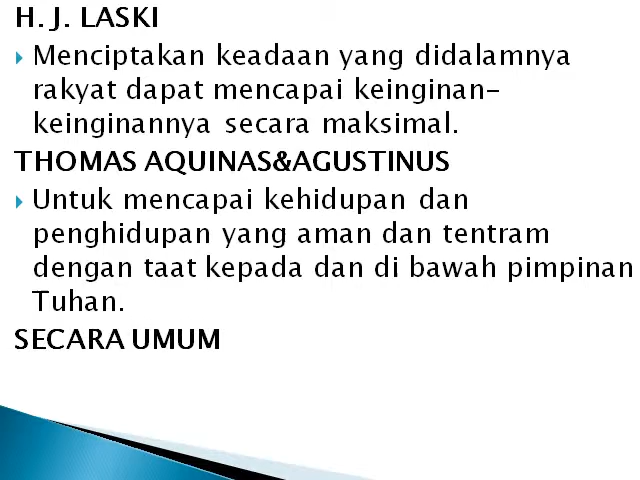 H. J. LASKI
Menciptakan keadaan yang didalamnya
rakyat dapat mencapai keinginan-
keinginannya secara maksimal.
THOMAS AQUINAS&AGUSTINUS
Untuk mencapai kehidupan dan
penghidupan yang aman dan tentram
dengan taat kepada dan di bawah pimpinan
Tuhan.
SECARA UMUM